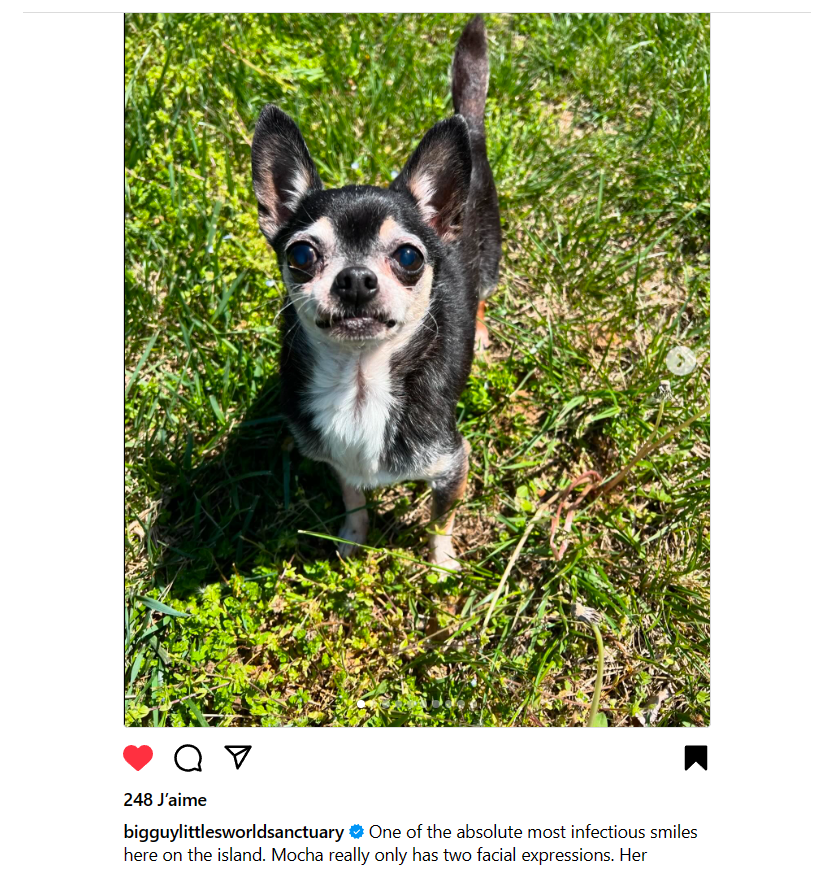 248 J’aime
bigguylittlesworldsanctuary One of the absolute most infectious smiles
here on the island. Mocha really only has two facial expressions. Her